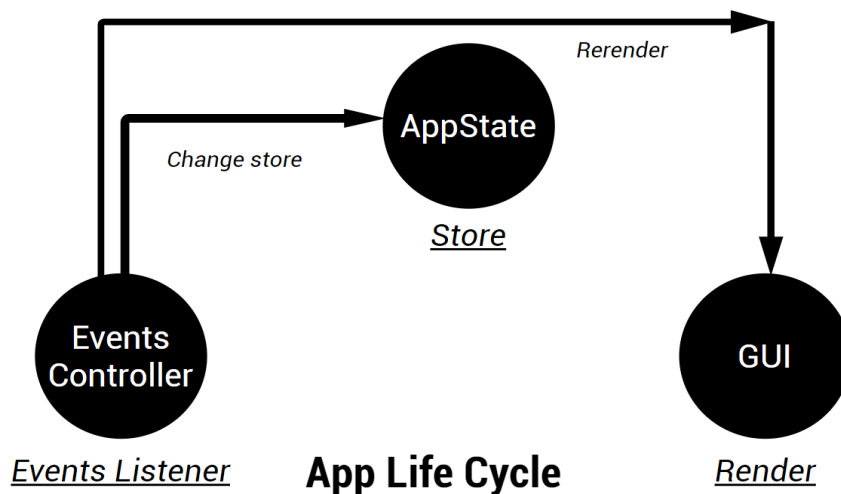 Rerender
AppState
Change store
Store
Events
Controller
GUI
Events Listener
App Life Cycle
Render